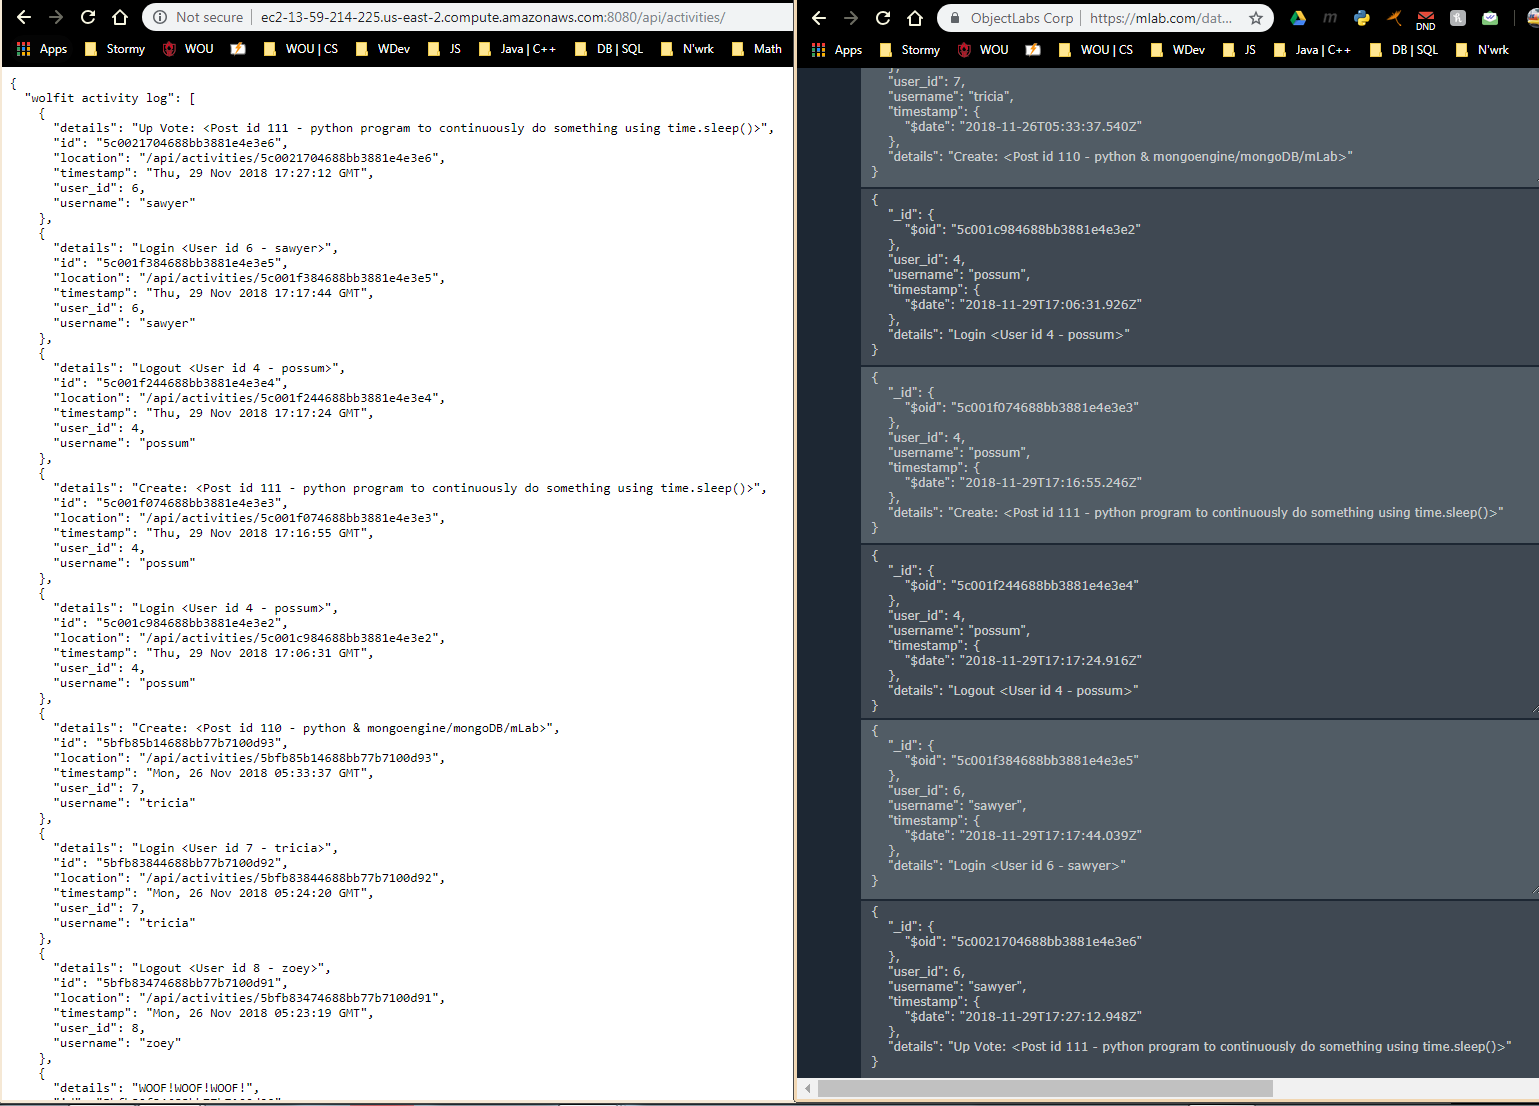 Not secure | ec2-13-59-214-225.us-east-2.compute.amazonaws.com:8080/api/activities/
Apps Stormy WOU WOU | CS WDev JS Java | C++ DB | SQL N'wrk Math
{
"wolfit activity log": [
{
"details": "Up Vote: <Post id 111 - python program to continuously do something using time.sleep()>",
"id": "5c0021704688bb3881e4e3e6",
"location": "/api/activities/5c0021704688bb3881e4e3e6",
"timestamp": "Thu, 29 Nov 2018 17:27:12 GMT",
"user_id": 6,
"username": "sawyer"
},
{
"details": "Login <User id 6 - sawyer>",
"id": "5c001f384688bb3881e4e3e5",
"location": "/api/activities/5c001f384688bb3881e4e3e5",
"timestamp": "Thu, 29 Nov 2018 17:17:44 GMT",
"user_id": 6,
"username": "sawyer"
},
{
"details": "Logout <User id 4 - possum>",
"id": "5c001f244688bb3881e4e3e4",
"location": "/api/activities/5c001f244688bb3881e4e3e4",
"timestamp": "Thu, 29 Nov 2018 17:17:24 GMT",
"user_id": 4,
"username": "possum"
},
{
"details": "Create: <Post id 111 - python program to continuously do something using time.sleep()>",
"id": "5c001f074688bb3881e4e3e3",
"location": "/api/activities/5c001f074688bb3881e4e3e3",
"timestamp": "Thu, 29 Nov 2018 17:16:55 GMT",
"user_id": 4,
"username": "possum"
},
{
"details": "Login <User id 4 - possum>",
"id": "5c001c984688bb3881e4e3e2",
"location": "/api/activities/5c001c984688bb3881e4e3e2",
"timestamp": "Thu, 29 Nov 2018 17:06:31 GMT",
"user_id": 4,
"username": "possum"
},
{
"details": "Create: <Post id 110 - python & mongoengine/mongoDB/mLab>",
"id": "5bfb85b14688bb77b7100d93",
"location": "/api/activities/5bfb85b14688bb77b7100d93",
"timestamp": "Mon, 26 Nov 2018 05:33:37 GMT",
"user_id": 7,
"username": "tricia"
},
{
"details": "Login <User id 7 - tricia>",
"id": "5bfb83844688bb77b7100d92",
"location": "/api/activities/5bfb83844688bb77b7100d92",
"timestamp": "Mon, 26 Nov 2018 05:24:20 GMT",
"user_id": 7,
"username": "tricia"
},
{
"details": "Logout <User id 8 - zoey>",
"id": "5bfb83474688bb77b7100d91",
"location": "/api/activities/5bfb83474688bb77b7100d91",
"timestamp": "Mon, 26 Nov 2018 05:23:19 GMT",
"user_id": 8,
"username": "zoey"
},
{
"details": "WOOF!WOOF!WOOF!",
ObjectLabs Corp | https://mlab.com/dat... m DND
Apps Stormy WOU WOU | CS WDev JS Java | C++ DB | SQL N'wrk
},
"user_id": 7,
"username": "tricia",
"timestamp": {
"$date": "2018-11-26T05:33:37.540Z"
},
"details": "Create: <Post id 110 - python & mongoengine/mongoDB/mLab>"
}
{
"_id": {
"$oid": "5c001c984688bb3881e4e3e2"
},
"user_id": 4,
"username": "possum",
"timestamp": {
"$date": "2018-11-29T17:06:31.926Z"
},
"details": "Login <User id 4 - possum>"
}
{
"_id": {
"$oid": "5c001f074688bb3881e4e3e3"
},
"user_id": 4,
"username": "possum",
"timestamp": {
"$date": "2018-11-29T17:16:55.246Z"
},
"details": "Create: <Post id 111 - python program to continuously do something using time.sleep()>"
}
{
"_id": {
"$oid": "5c001f244688bb3881e4e3e4"
},
"user_id": 4,
"username": "possum",
"timestamp": {
"$date": "2018-11-29T17:17:24.916Z"
},
"details": "Logout <User id 4 - possum>"
}
{
"_id": {
"$oid": "5c001f384688bb3881e4e3e5"
},
"user_id": 6,
"username": "sawyer",
"timestamp": {
"$date": "2018-11-29T17:17:44.039Z"
},
"details": "Login <User id 6 - sawyer>"
}
{
"_id": {
"$oid": "5c0021704688bb3881e4e3e6"
},
"user_id": 6,
"username": "sawyer",
"timestamp": {
"$date": "2018-11-29T17:27:12.948Z"
},
"details": "Up Vote: <Post id 111 - python program to continuously do something using time.sleep()>"
}